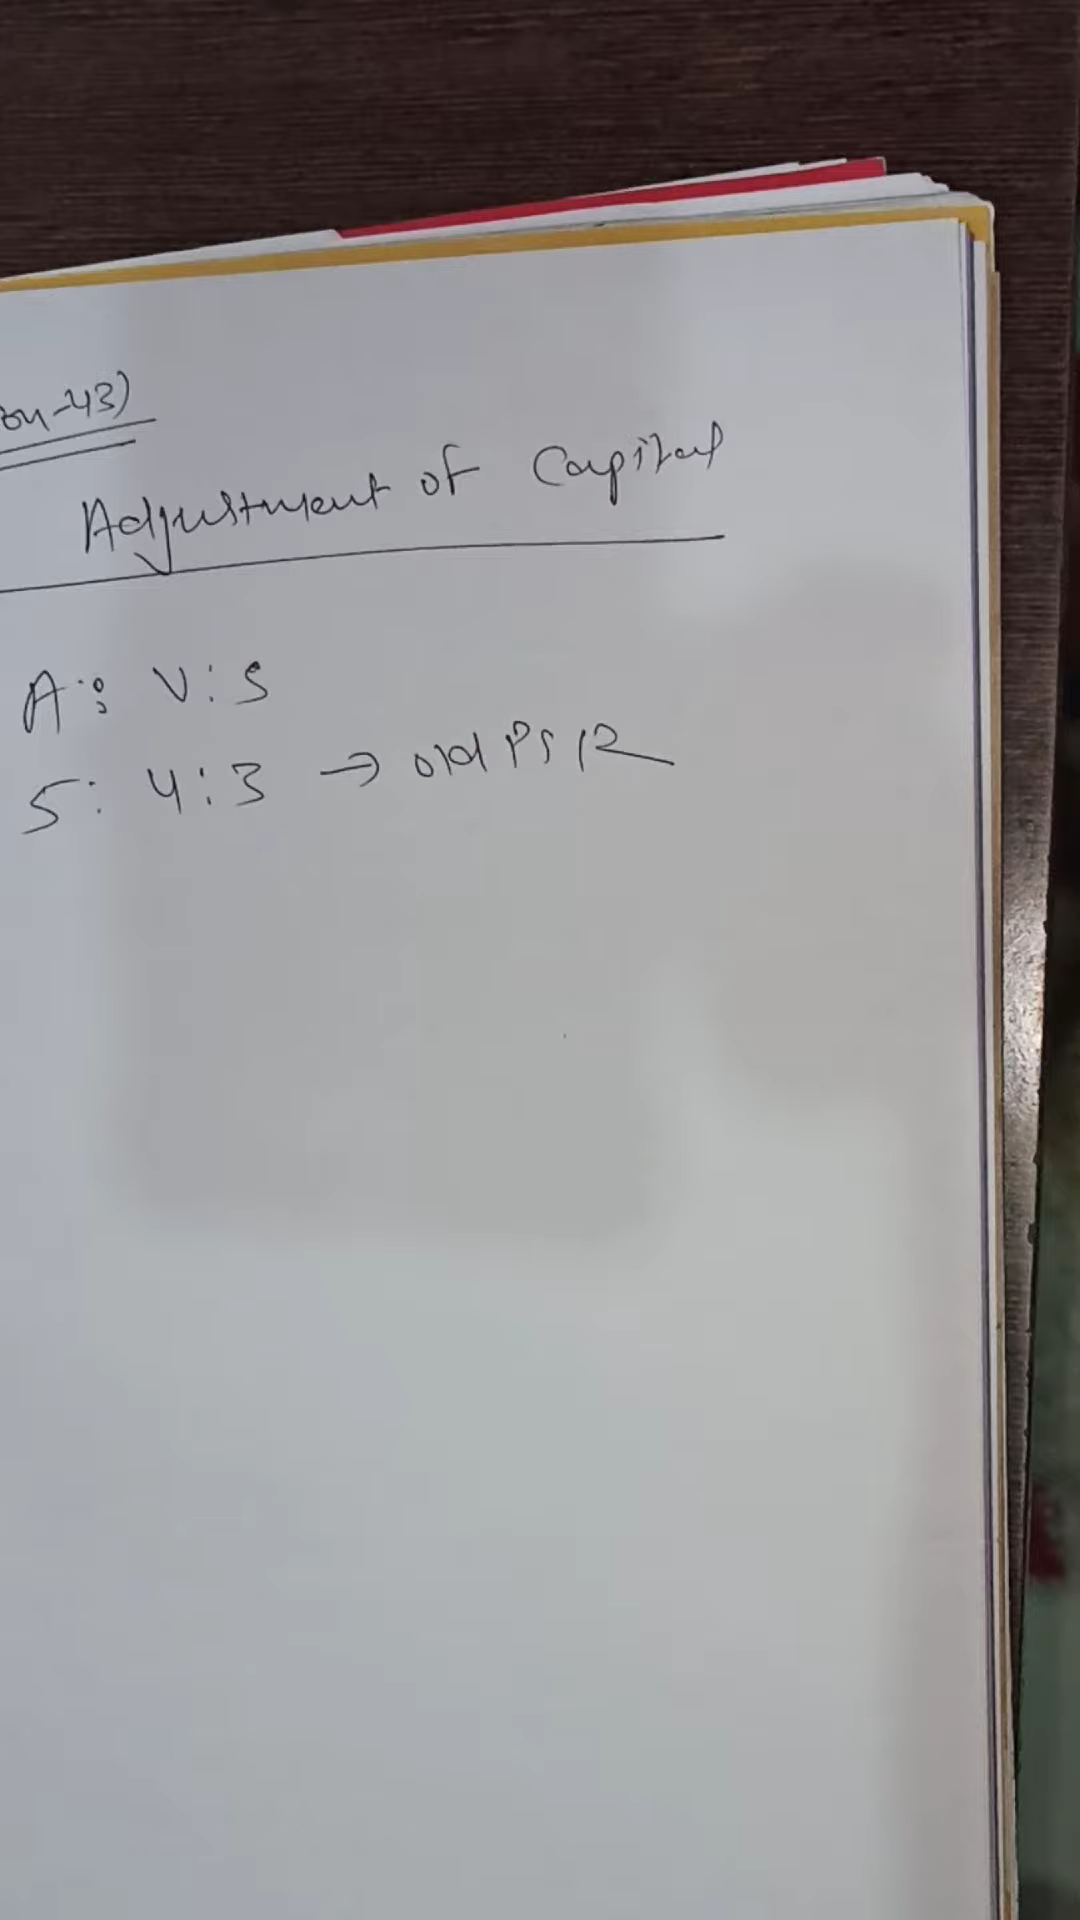 on-43)
Adjustment of Capital
A : V : S
5 : 4 : 3 → old PSR